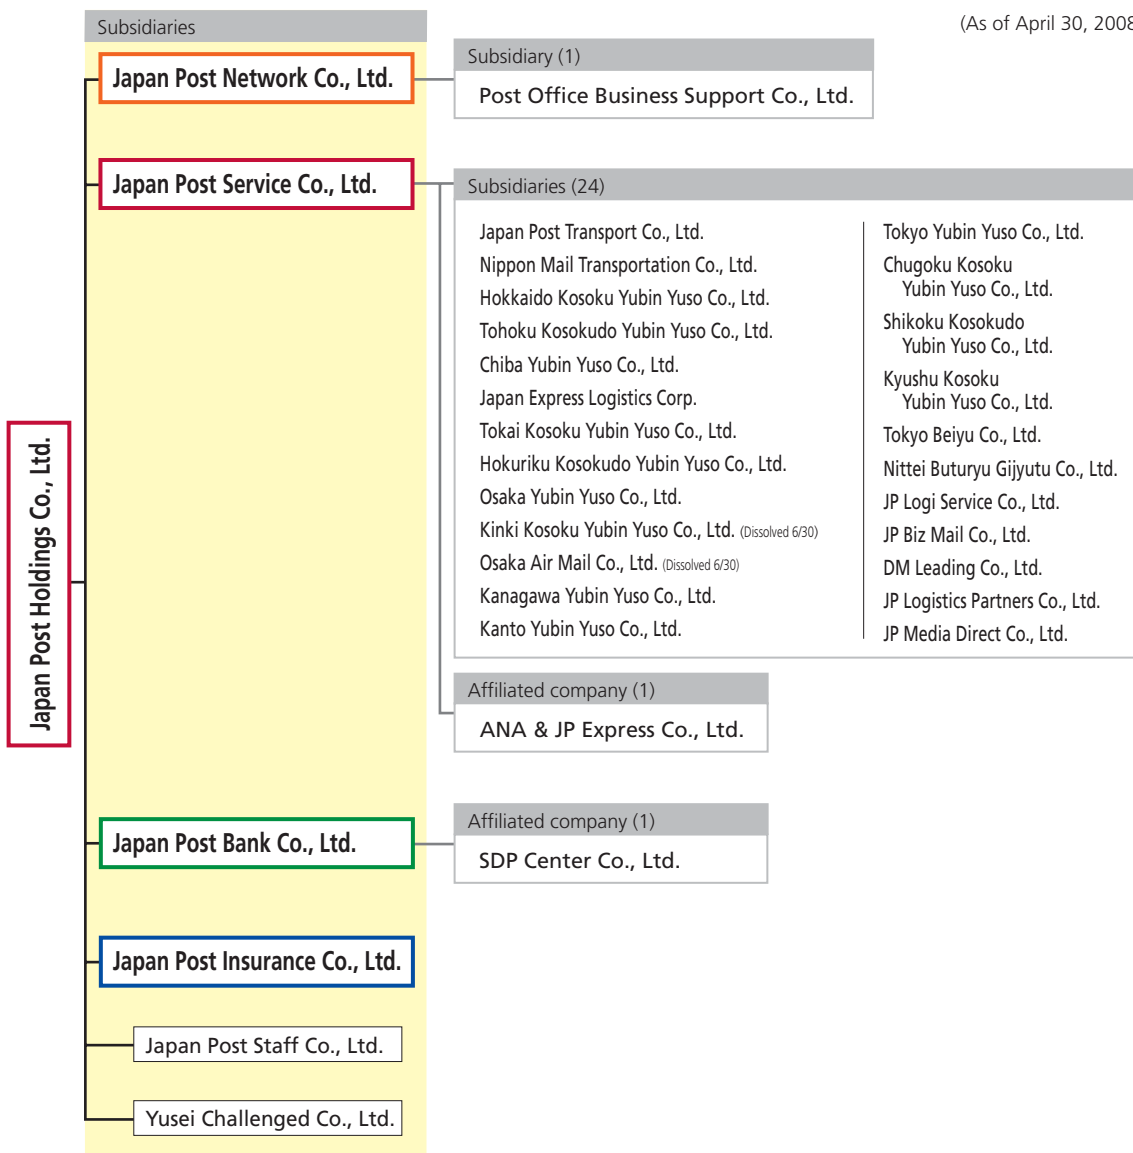 Subsidiaries
(As of April 30, 2008
Japan Post Holdings Co., Ltd.
Japan Post Network Co., Ltd.
Subsidiary (1)
Post Office Business Support Co., Ltd.
Japan Post Service Co., Ltd.
Subsidiaries (24)
Japan Post Transport Co., Ltd.
Nippon Mail Transportation Co., Ltd.
Hokkaido Kosoku Yubin Yuso Co., Ltd.
Tohoku Kosokudo Yubin Yuso Co., Ltd.
Chiba Yubin Yuso Co., Ltd.
Japan Express Logistics Corp.
Tokai Kosoku Yubin Yuso Co., Ltd.
Hokuriku Kosokudo Yubin Yuso Co., Ltd.
Osaka Yubin Yuso Co., Ltd.
Kinki Kosoku Yubin Yuso Co., Ltd. (Dissolved 6/30)
Osaka Air Mail Co., Ltd. (Dissolved 6/30)
Kanagawa Yubin Yuso Co., Ltd.
Kanto Yubin Yuso Co., Ltd.
Tokyo Yubin Yuso Co., Ltd.
Chugoku Kosoku
Yubin Yuso Co., Ltd.
Shikoku Kosokudo
Yubin Yuso Co., Ltd.
Kyushu Kosoku
Yubin Yuso Co., Ltd.
Tokyo Beiyu Co., Ltd.
Nittei Buturyu Gijyutu Co., Ltd.
JP Logi Service Co., Ltd.
JP Biz Mail Co., Ltd.
DM Leading Co., Ltd.
JP Logistics Partners Co., Ltd.
JP Media Direct Co., Ltd.
Affiliated company (1)
ANA & JP Express Co., Ltd.
Japan Post Bank Co., Ltd.
Affiliated company (1)
SDP Center Co., Ltd.
Japan Post Insurance Co., Ltd.
Japan Post Staff Co., Ltd.
Yusei Challenged Co., Ltd.